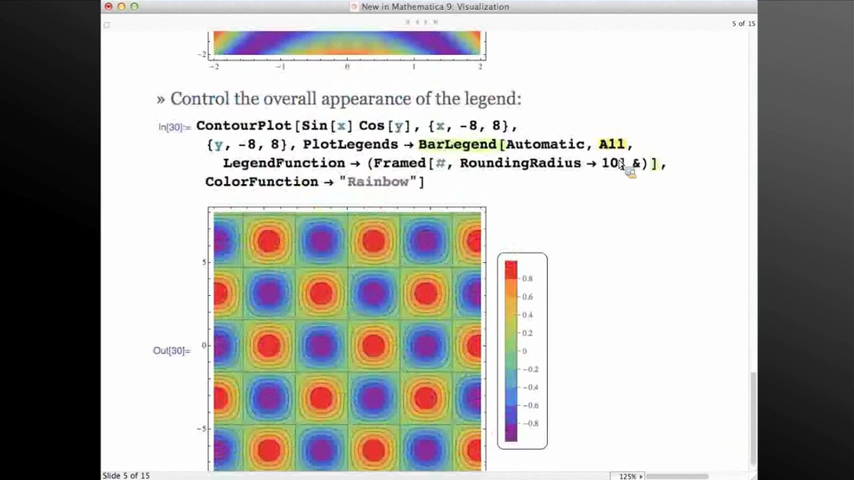 New in Mathematica 9: Visualization
5 of 15
-2
-2 -1 0 1 2
» Control the overall appearance of the legend:
In[30]:= ContourPlot[Sin[x] Cos[y], {x, -8, 8},
{y, -8, 8}, PlotLegends → BarLegend[Automatic, All,
LegendFunction → (Framed[#, RoundingRadius → 10] &)],
ColorFunction → "Rainbow"]
5
0.8
0.6
0.4
0.2
Out[30]=
0
0
-0.2
-0.4
-0.6
-0.8
-5
Slide 5 of 15
125%